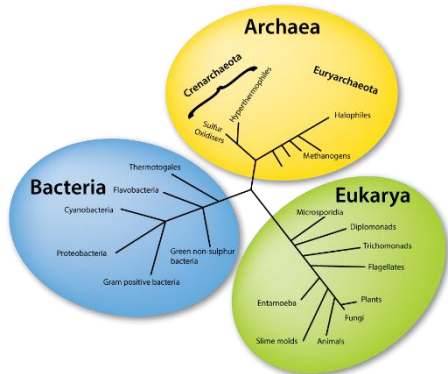 Archaea
Crenarchaeota
Hyperthermophiles
Sulfur
Oxidisers
Euryarchaeota
Halophiles
Methanogens
Bacteria
Thermotogales
Flavobacteria
Cyanobacteria
Proteobacteria
Green non-sulphur
bacteria
Gram positive bacteria
Eukarya
Microsporidia
Diplomonads
Trichomonads
Flagellates
Entamoeba
Plants
Fungi
Slime molds
Animals